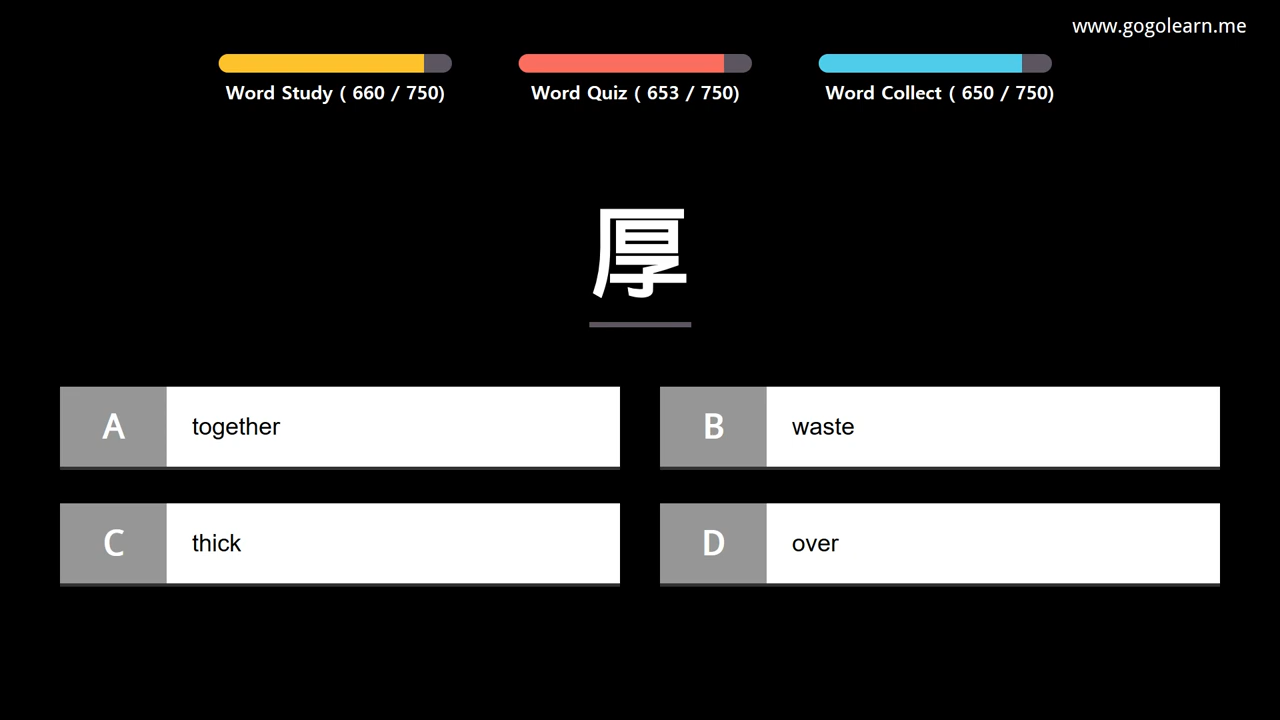 www.gogolearn.me
Word Study ( 660 / 750)
Word Quiz ( 653 / 750)
Word Collect ( 650 / 750)
厚
A together
B waste
C thick
D over